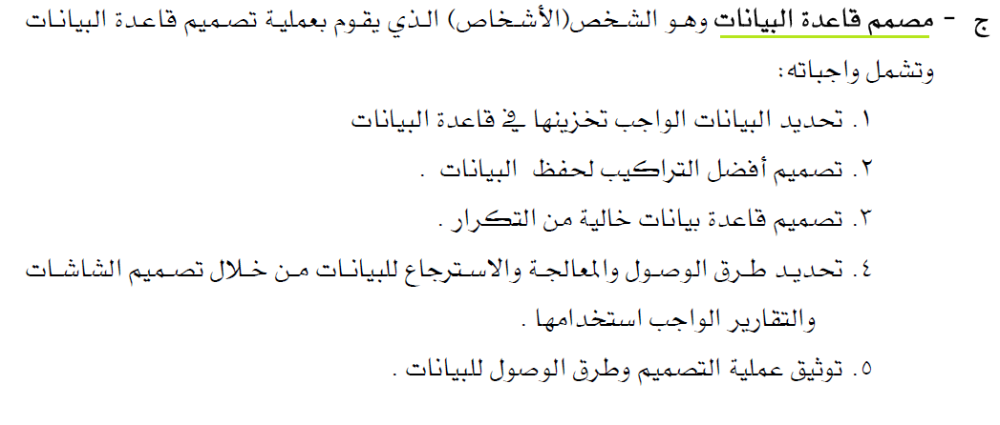 ج - مصمم قاعدة البيانات وهو الشخص(الأشخاص) الذي يقوم بعملية تصميم قاعدة البيانات
وتشمل واجباته:
١. تحديد البيانات الواجب تخزينها في قاعدة البيانات
٢. تصميم أفضل التراكيب لحفظ البيانات .
٣. تصميم قاعدة بيانات خالية من التكرار .
٤. تحديد طرق الوصول والمعالجة والاسترجاع للبيانات من خلال تصميم الشاشات
والتقارير الواجب استخدامها .
٥. توثيق عملية التصميم وطرق الوصول للبيانات .